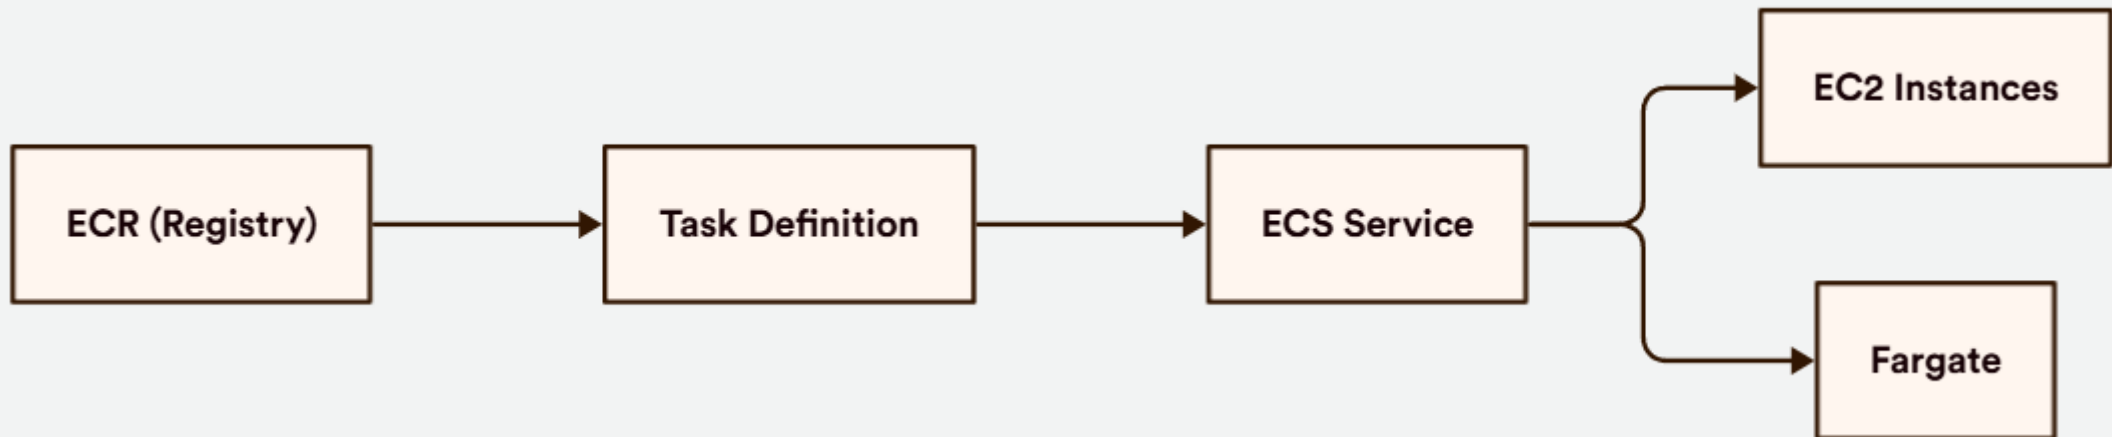 ECR (Registry)
Task Definition
ECS Service
EC2 Instances
Fargate